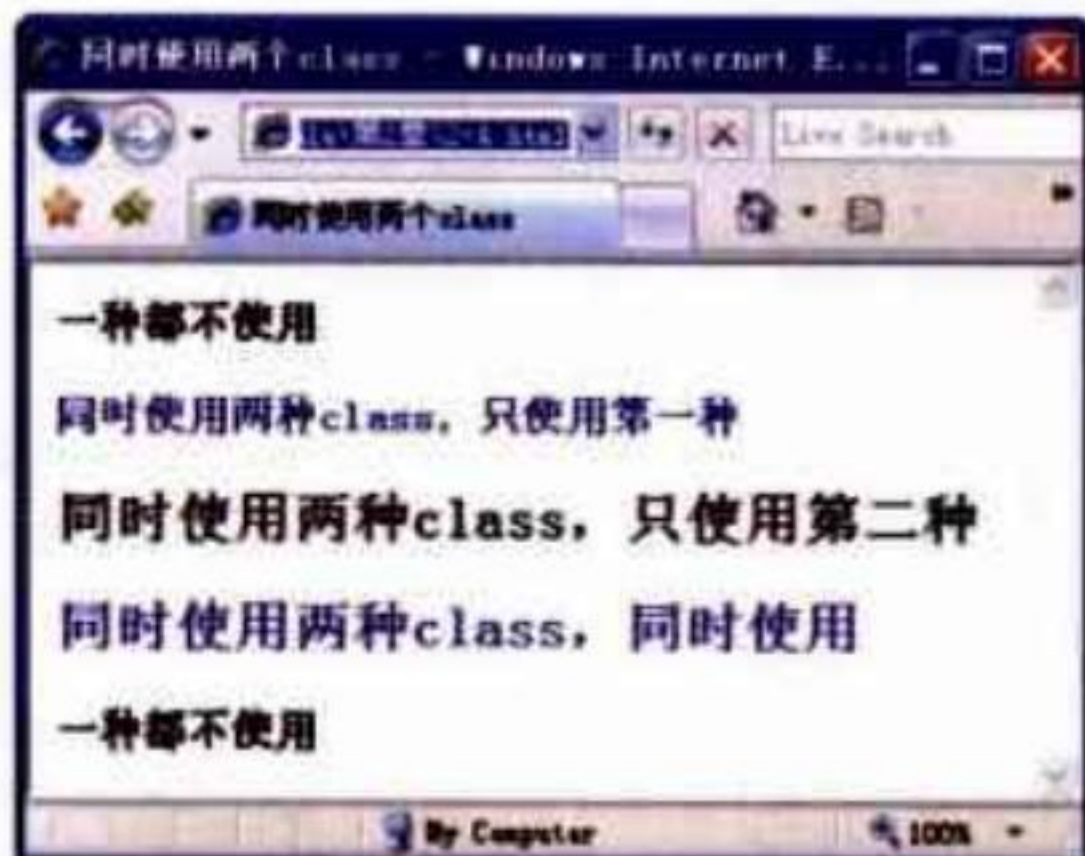 同时使用两个class - Windows Internet E...
Live Search
同时使用两个class
一种都不使用
同时使用两种class，只使用第一种
同时使用两种class，只使用第二种
同时使用两种class，同时使用
一种都不使用
My Computer
100%